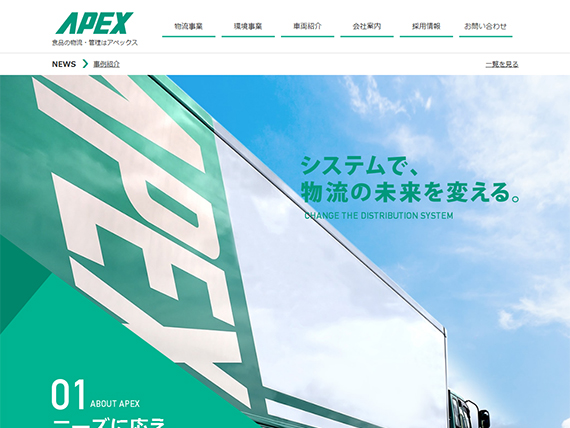 APEX
食品の物流・管理はアペックス
物流事業
環境事業
車両紹介
会社案内
採用情報
お問い合わせ
NEWS
事例紹介
一覧を見る
APEX
システムで、
物流の未来を変える。
CHANGE THE DISTRIBUTION SYSTEM
01 ABOUT APEX
ニーズに応え